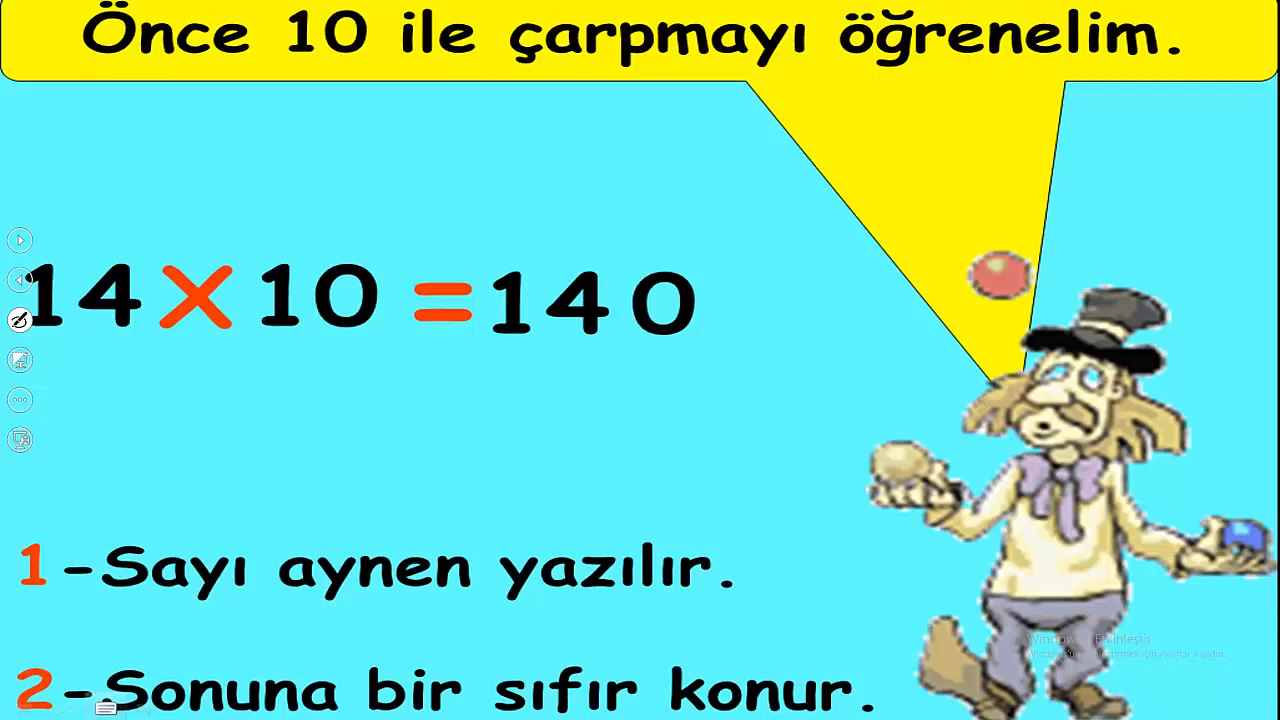 Önce 10 ile çarpmayı öğrenelim.
14 x 10 = 140
1-Sayı aynen yazılır.
2-Sonuna bir sıfır konur.